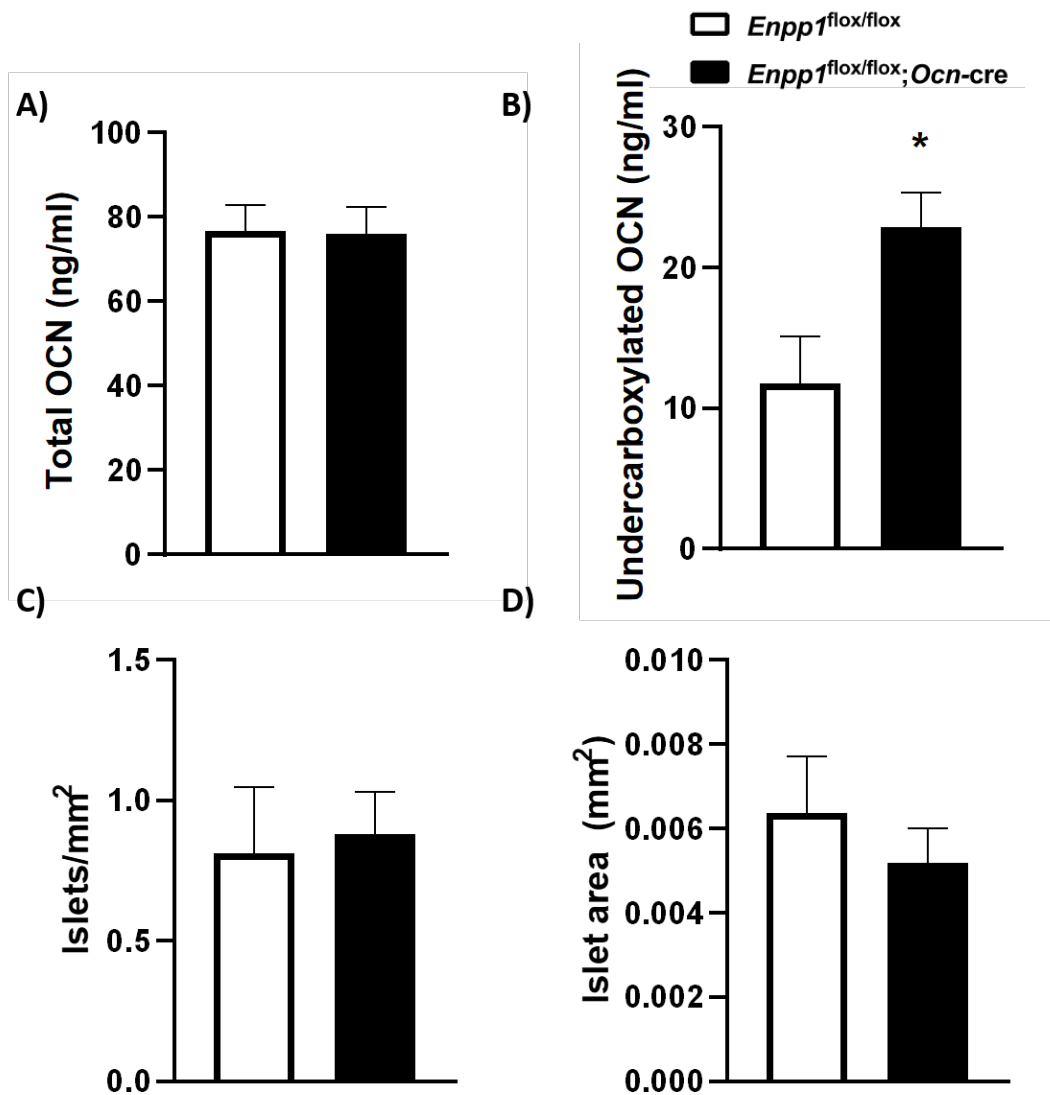 Enpp1flox/flox
Enpp1flox/flox;Ocn-cre
A)
Total OCN (ng/ml)
100
80
60
40
20
0
B)
Undercarboxylated OCN (ng/ml)
30
20
10
0
*
C)
Islets/mm2
1.5
1.0
0.5
0.0
D)
Islet area (mm2)
0.010
0.008
0.006
0.004
0.002
0.000